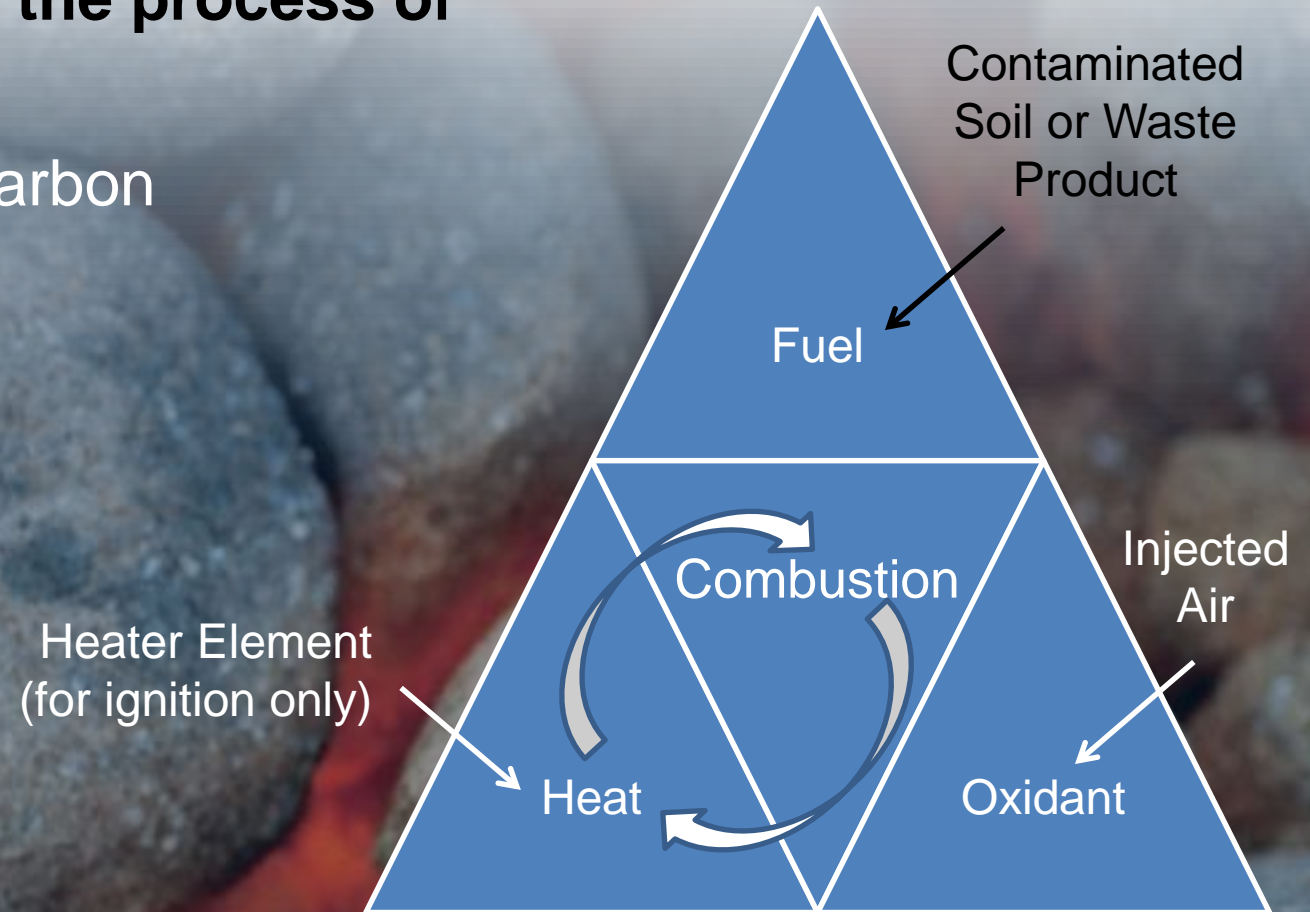 the process of
arbon
Contaminated
Soil or Waste
Product
Fuel
Combustion
Injected
Air
Heater Element
(for ignition only)
Heat
Oxidant